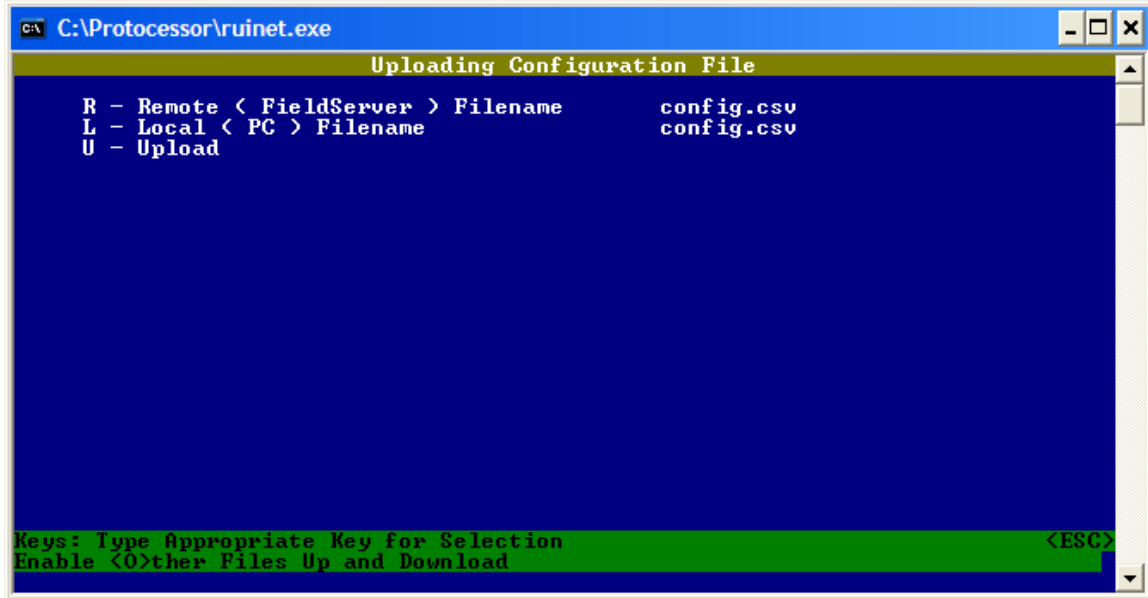 C:\Protocessor\ruinet.exe
Uploading Configuration File
R - Remote ( FieldServer ) Filename config.csv
L - Local ( PC ) Filename config.csv
U - Upload
Keys: Type Appropriate Key for Selection <ESC>
Enable <O>ther Files Up and Download